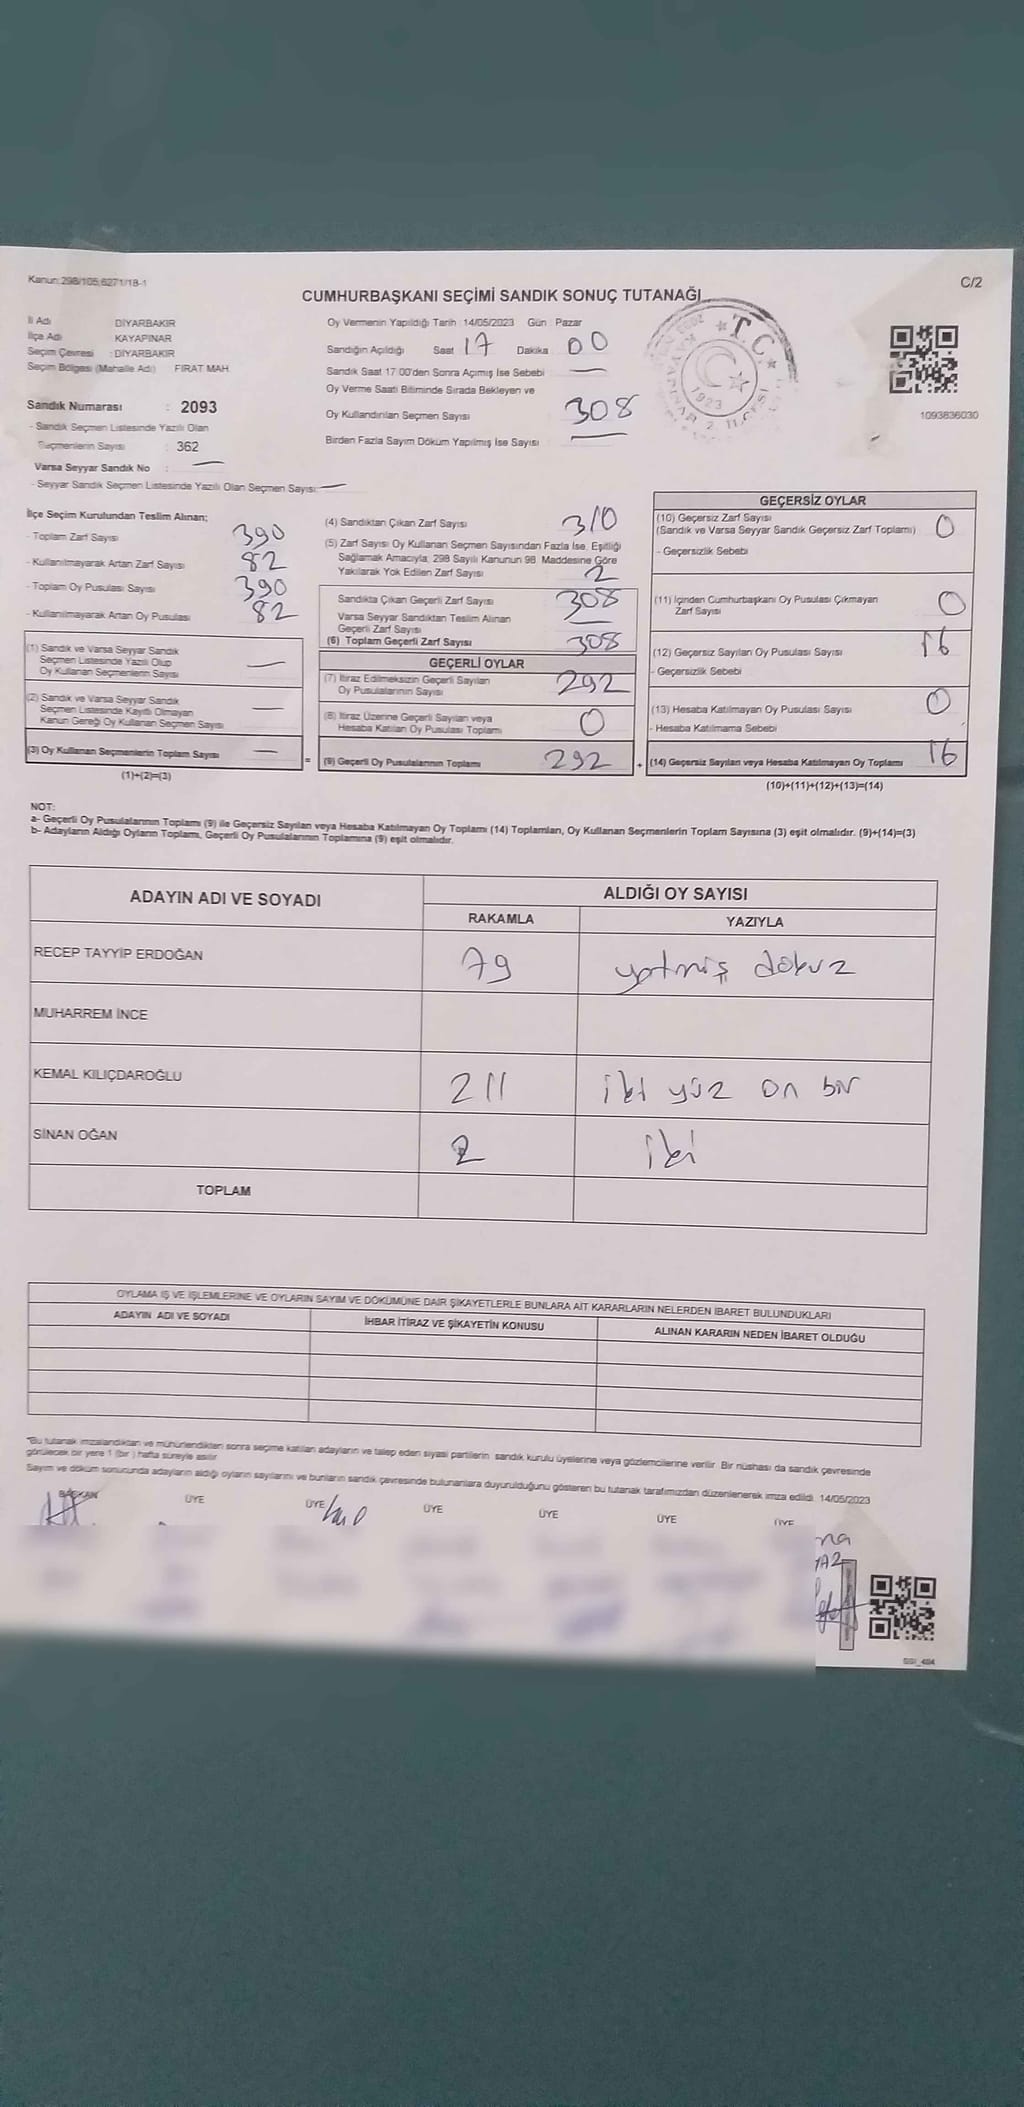 Kanun:298/105,6271/18-1
C/2
CUMHURBAŞKANI SEÇİMİ SANDIK SONUÇ TUTANAĞI
İl Adı DİYARBAKIR
İlçe Adı KAYAPINAR
Seçim Çevresi : DİYARBAKIR
Seçim Bölgesi (Mahalle Adı) FIRAT MAH.
Sandık Numarası : 2093
- Sandık Seçmen Listesinde Yazılı Olan
Seçmenlerin Sayısı : 362
Varsa Seyyar Sandık No : —
- Seyyar Sandık Seçmen Listesinde Yazılı Olan Seçmen Sayısı: —
Oy Vermenin Yapıldığı Tarih : 14/05/2023 Gün : Pazar
Sandığın Açıldığı Saat 17 Dakika 00
Sandık Saat 17:00'den Sonra Açımış İse Sebebi —
Oy Verme Saati Bitiminde Sırada Bekleyen ve
Oy Kullandırılan Seçmen Sayısı 308
Birden Fazla Sayım Döküm Yapılmış İse Sayısı —
T.C.
1923
2. İLÇESİ
1093836030
İlçe Seçim Kurulundan Teslim Alınan;
- Toplam Zarf Sayısı 390
- Kullanılmayarak Artan Zarf Sayısı 82
- Toplam Oy Pusulası Sayısı 390
- Kullanılmayarak Artan Oy Pusulası 82
(1) Sandık ve Varsa Seyyar Sandık
Seçmen Listesinde Yazılı Olup
Oy Kullanan Seçmenlerin Sayısı —
(2) Sandık ve Varsa Seyyar Sandık
Seçmen Listesinde Kayıtlı Olmayan
Kanun Gereği Oy Kullanan Seçmen Sayısı —
(3) Oy Kullanan Seçmenlerin Toplam Sayısı —
(1)+(2)=(3)
(4) Sandıktan Çıkan Zarf Sayısı 310
(5) Zarf Sayısı Oy Kullanan Seçmen Sayısından Fazla İse, Eşitliği
Sağlamak Amacıyla, 298 Sayılı Kanunun 98. Maddesine Göre
Yakılarak Yok Edilen Zarf Sayısı 2
Sandıkta Çıkan Geçerli Zarf Sayısı 308
Varsa Seyyar Sandıktan Teslim Alınan
Geçerli Zarf Sayısı —
(6) Toplam Geçerli Zarf Sayısı 308
GEÇERLİ OYLAR
(7) İtiraz Edilmeksizin Geçerli Sayılan
Oy Pusulalarının Sayısı 292
(8) İtiraz Üzerine Geçerli Sayılan veya
Hesaba Katılan Oy Pusulası Toplamı 0
= (9) Geçerli Oy Pusulalarının Toplamı 292
GEÇERSİZ OYLAR
(10) Geçersiz Zarf Sayısı
(Sandık ve Varsa Seyyar Sandık Geçersiz Zarf Toplamı) 0
- Geçersizlik Sebebi
(11) İçinden Cumhurbaşkanı Oy Pusulası Çıkmayan
Zarf Sayısı 0
(12) Geçersiz Sayılan Oy Pusulası Sayısı 16
- Geçersizlik Sebebi
(13) Hesaba Katılmayan Oy Pusulası Sayısı 0
- Hesaba Katılmama Sebebi
+ (14) Geçersiz Sayılan veya Hesaba Katılmayan Oy Toplamı 16
(10)+(11)+(12)+(13)=(14)
NOT:
a- Geçerli Oy Pusulalarının Toplamı (9) ile Geçersiz Sayılan veya Hesaba Katılmayan Oy Toplamı (14) Toplamları, Oy Kullanan Seçmenlerin Toplam Sayısına (3) eşit olmalıdır. (9)+(14)=(3)
b- Adayların Aldığı Oyların Toplamı, Geçerli Oy Pusulalarının Toplamına (9) eşit olmalıdır.
ADAYIN ADI VE SOYADI ALDIĞI OY SAYISI
RAKAMLA YAZIYLA
RECEP TAYYİP ERDOĞAN 79 yetmiş dokuz
MUHARREM İNCE
KEMAL KILIÇDAROĞLU 211 iki yüz on bir
SİNAN OĞAN 2 iki
TOPLAM
OYLAMA İŞ VE İŞLEMLERİNE VE OYLARIN SAYIM VE DÖKÜMÜNE DAİR ŞİKAYETLERLE BUNLARA AİT KARARLARIN NELERDEN İBARET BULUNDUKLARI
ADAYIN ADI VE SOYADI İHBAR İTİRAZ VE ŞİKAYETİN KONUSU ALINAN KARARIN NEDEN İBARET OLDUĞU
"Bu tutanak imzalandıktan ve mühürlendikten sonra seçime katılan adayların ve talep eden siyasi partilerin sandık kurulu üyelerine veya gözlemcilerine verilir. Bir nüshası da sandık çevresinde
görülecek bir yere 1 (bir) hafta süreyle asılır.
Sayım ve döküm sonucunda adayların aldığı oyların sayılarını ve bunların sandık çevresinde bulunanlara duyurulduğunu gösteren bu tutanak tarafımızdan düzenlenerek imza edildi. 14/05/2023
BAŞKAN ÜYE ÜYE ÜYE ÜYE ÜYE ÜYE